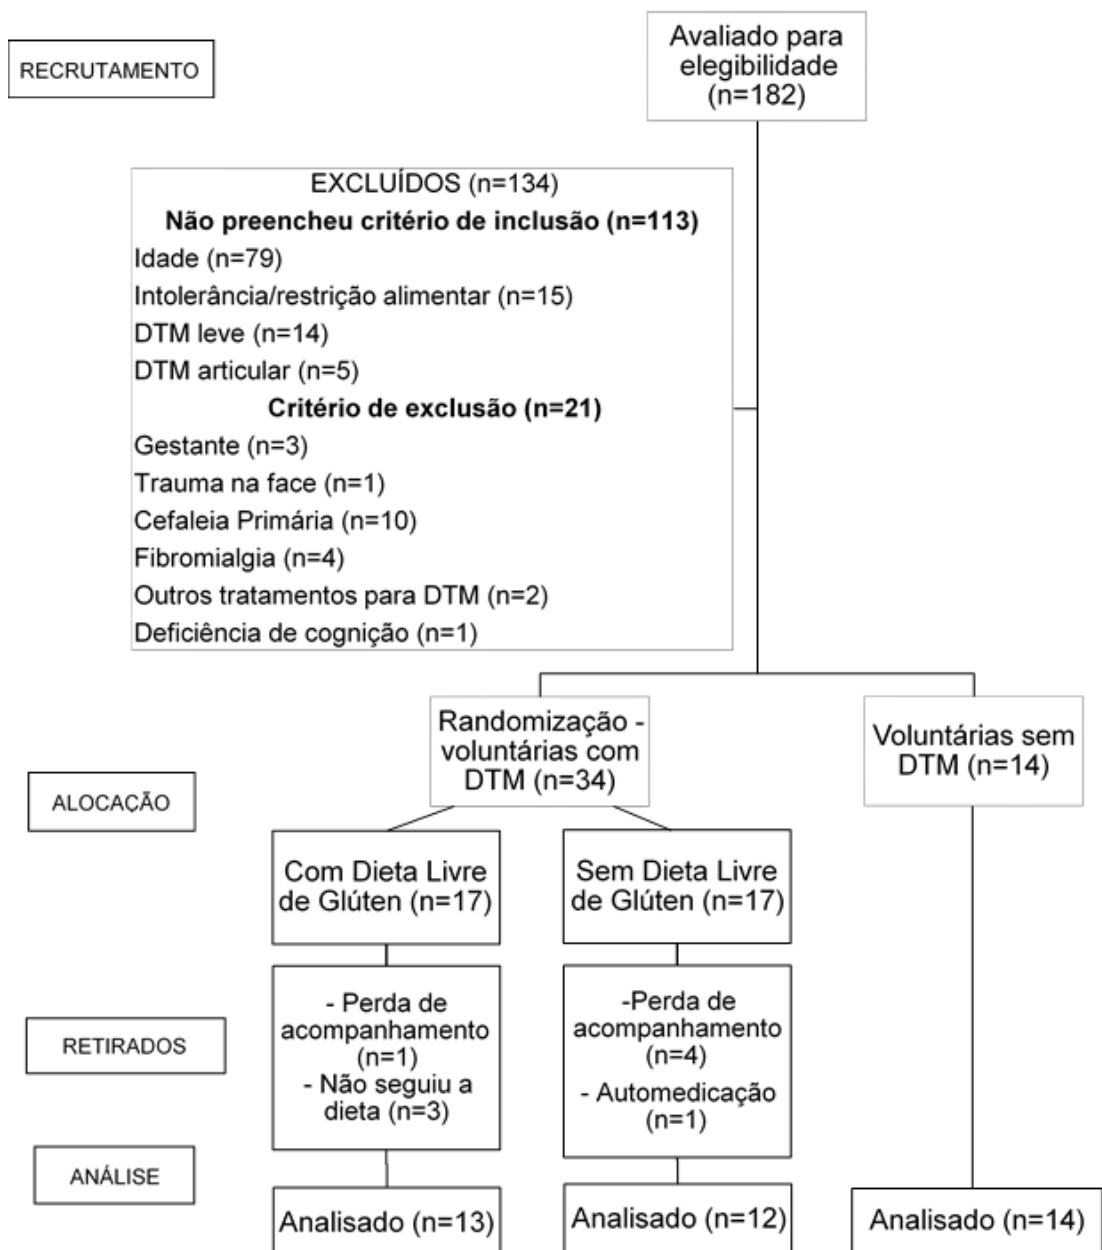 RECRUTAMENTO
Avaliado para
elegibilidade
(n=182)
EXCLUÍDOS (n=134)
Não preencheu critério de inclusão (n=113)
Idade (n=79)
Intolerância/restrição alimentar (n=15)
DTM leve (n=14)
DTM articular (n=5)
Critério de exclusão (n=21)
Gestante (n=3)
Trauma na face (n=1)
Cefaleia Primária (n=10)
Fibromialgia (n=4)
Outros tratamentos para DTM (n=2)
Deficiência de cognição (n=1)
Randomização -
voluntárias com
DTM (n=34)
Voluntárias sem
DTM (n=14)
ALOCAÇÃO
Com Dieta Livre
de Glúten (n=17)
Sem Dieta Livre
de Glúten (n=17)
RETIRADOS
- Perda de
acompanhamento
(n=1)
- Não seguiu a
dieta (n=3)
-Perda de
acompanhamento
(n=4)
- Automedicação
(n=1)
ANÁLISE
Analisado (n=13)
Analisado (n=12)
Analisado (n=14)